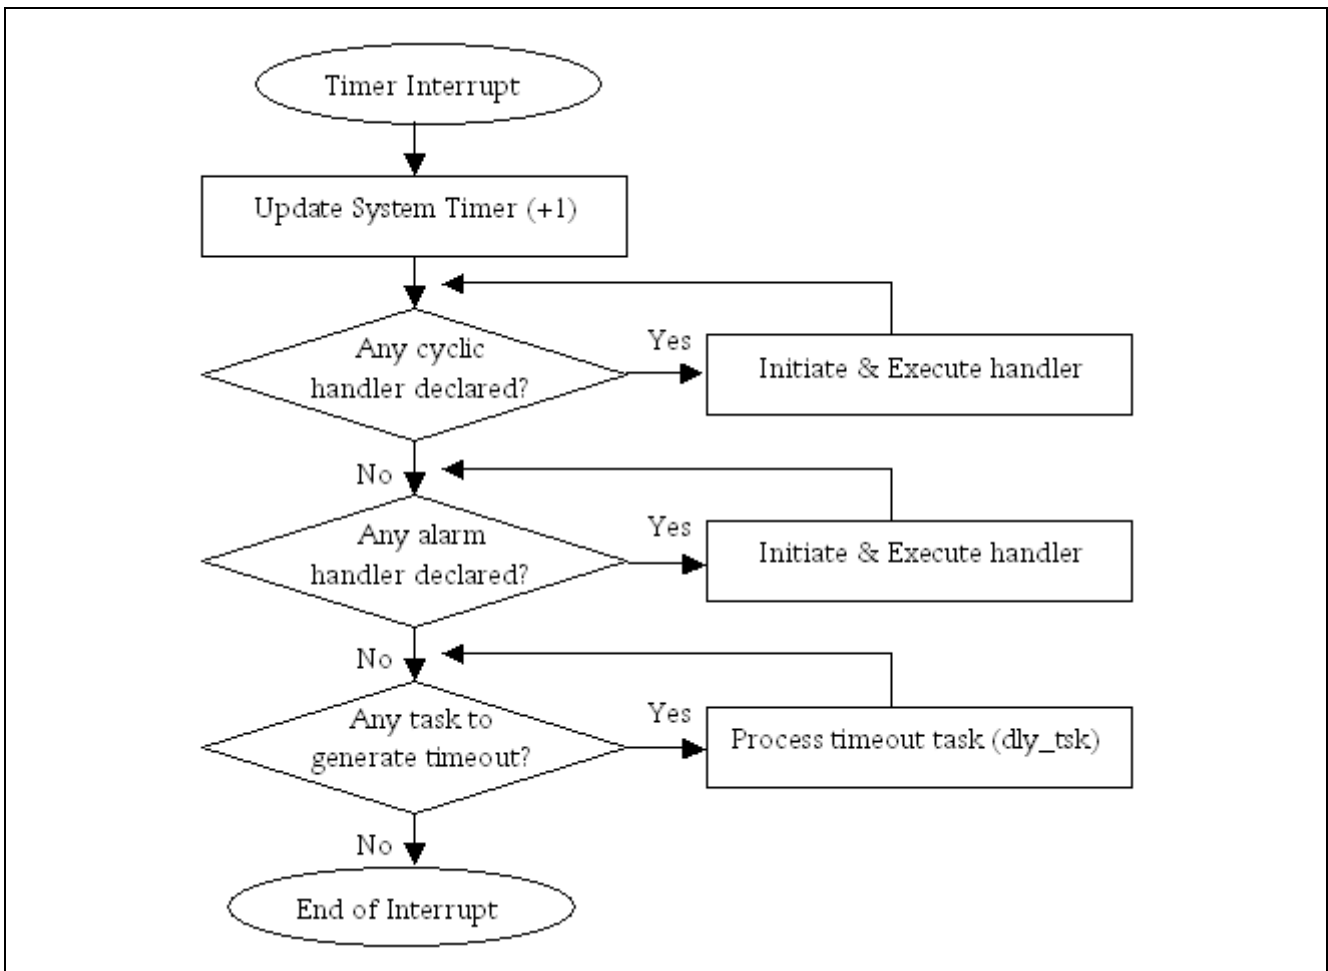 Timer Interrupt
Update System Timer (+1)
Any cyclic
handler declared?
Yes
Initiate & Execute handler
No
Any alarm
handler declared?
Yes
Initiate & Execute handler
No
Any task to
generate timeout?
Yes
Process timeout task (dly_tsk)
No
End of Interrupt